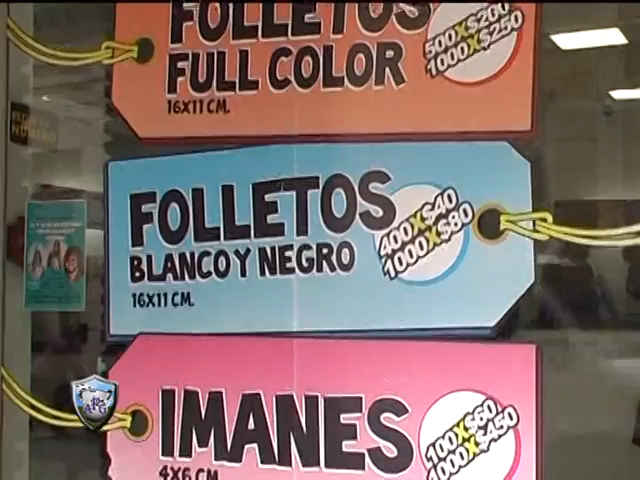 FOLLETOS
FULL COLOR
16X11 CM.
500X$200
1000X$250
NUMERO
FOLLETOS
BLANCO Y NEGRO
16X11 CM.
400X$40
1000X$80
IMANES
4X6 CM
100X$60
1000X$450